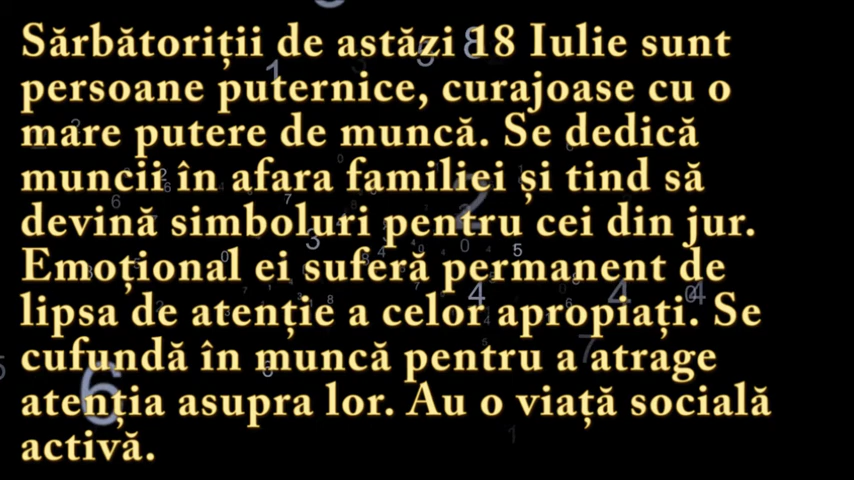 Sărbătoriții de astăzi 18 Iulie sunt
persoane puternice, curajoase cu o
mare putere de muncă. Se dedică
muncii în afara familiei și tind să
devină simboluri pentru cei din jur.
Emoțional ei suferă permanent de
lipsa de atenție a celor apropiați. Se
cufundă în muncă pentru a atrage
atenția asupra lor. Au o viață socială
activă.